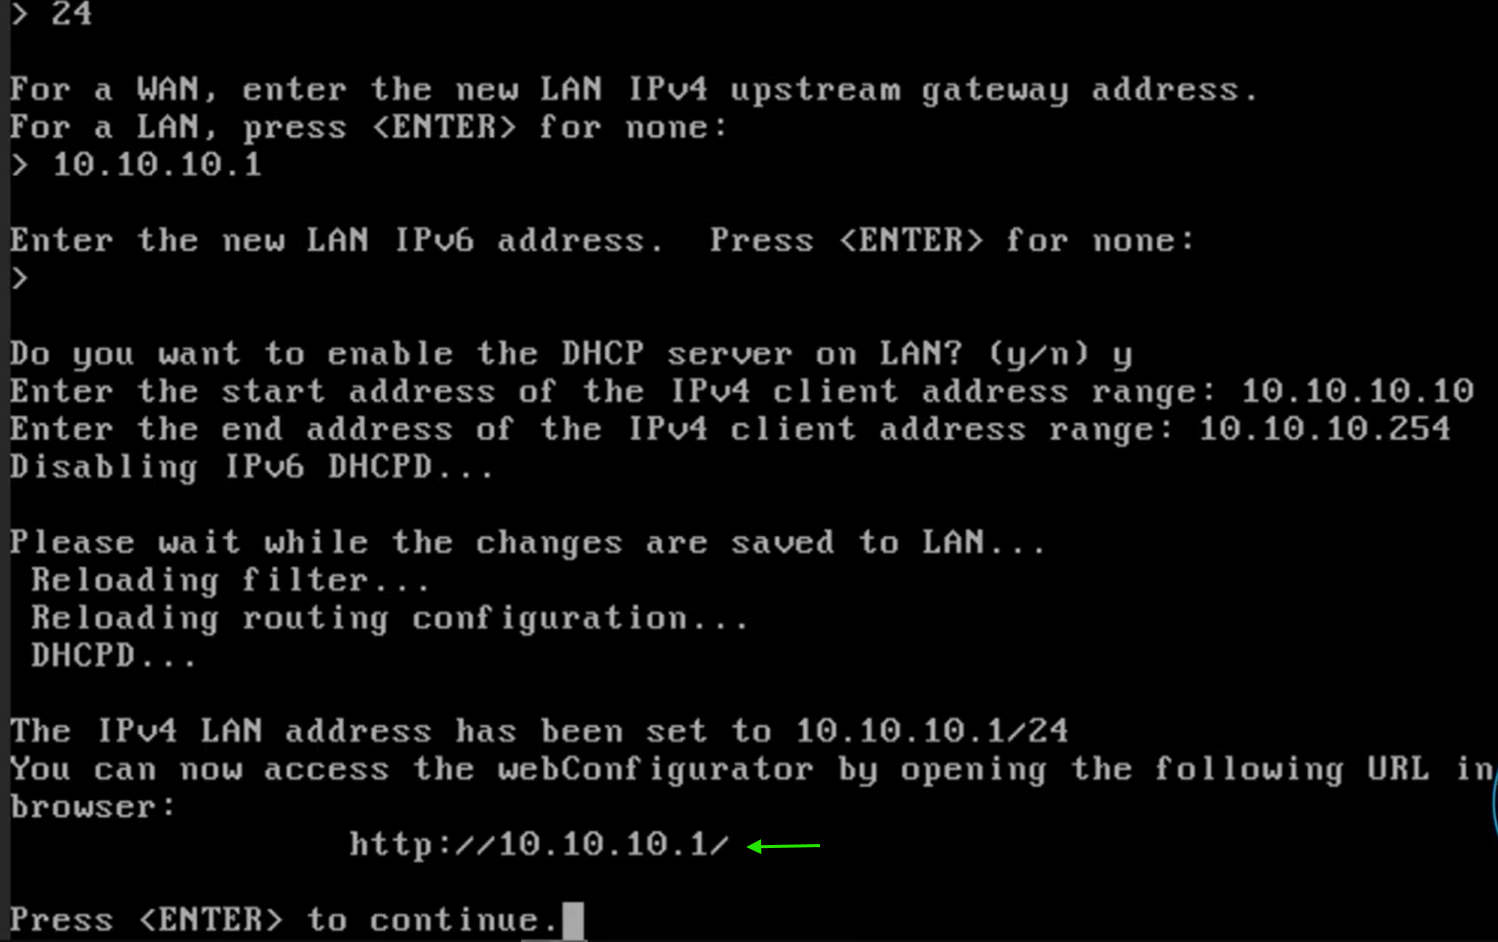 > 24
For a WAN, enter the new LAN IPv4 upstream gateway address.
For a LAN, press <ENTER> for none:
> 10.10.10.1
Enter the new LAN IPv6 address.  Press <ENTER> for none:
>
Do you want to enable the DHCP server on LAN? (y/n) y
Enter the start address of the IPv4 client address range: 10.10.10.10
Enter the end address of the IPv4 client address range: 10.10.10.254
Disabling IPv6 DHCPD...
Please wait while the changes are saved to LAN...
Reloading filter...
Reloading routing configuration...
DHCPD...
The IPv4 LAN address has been set to 10.10.10.1/24
You can now access the webConfigurator by opening the following URL in
browser:
http://10.10.10.1/
Press <ENTER> to continue.